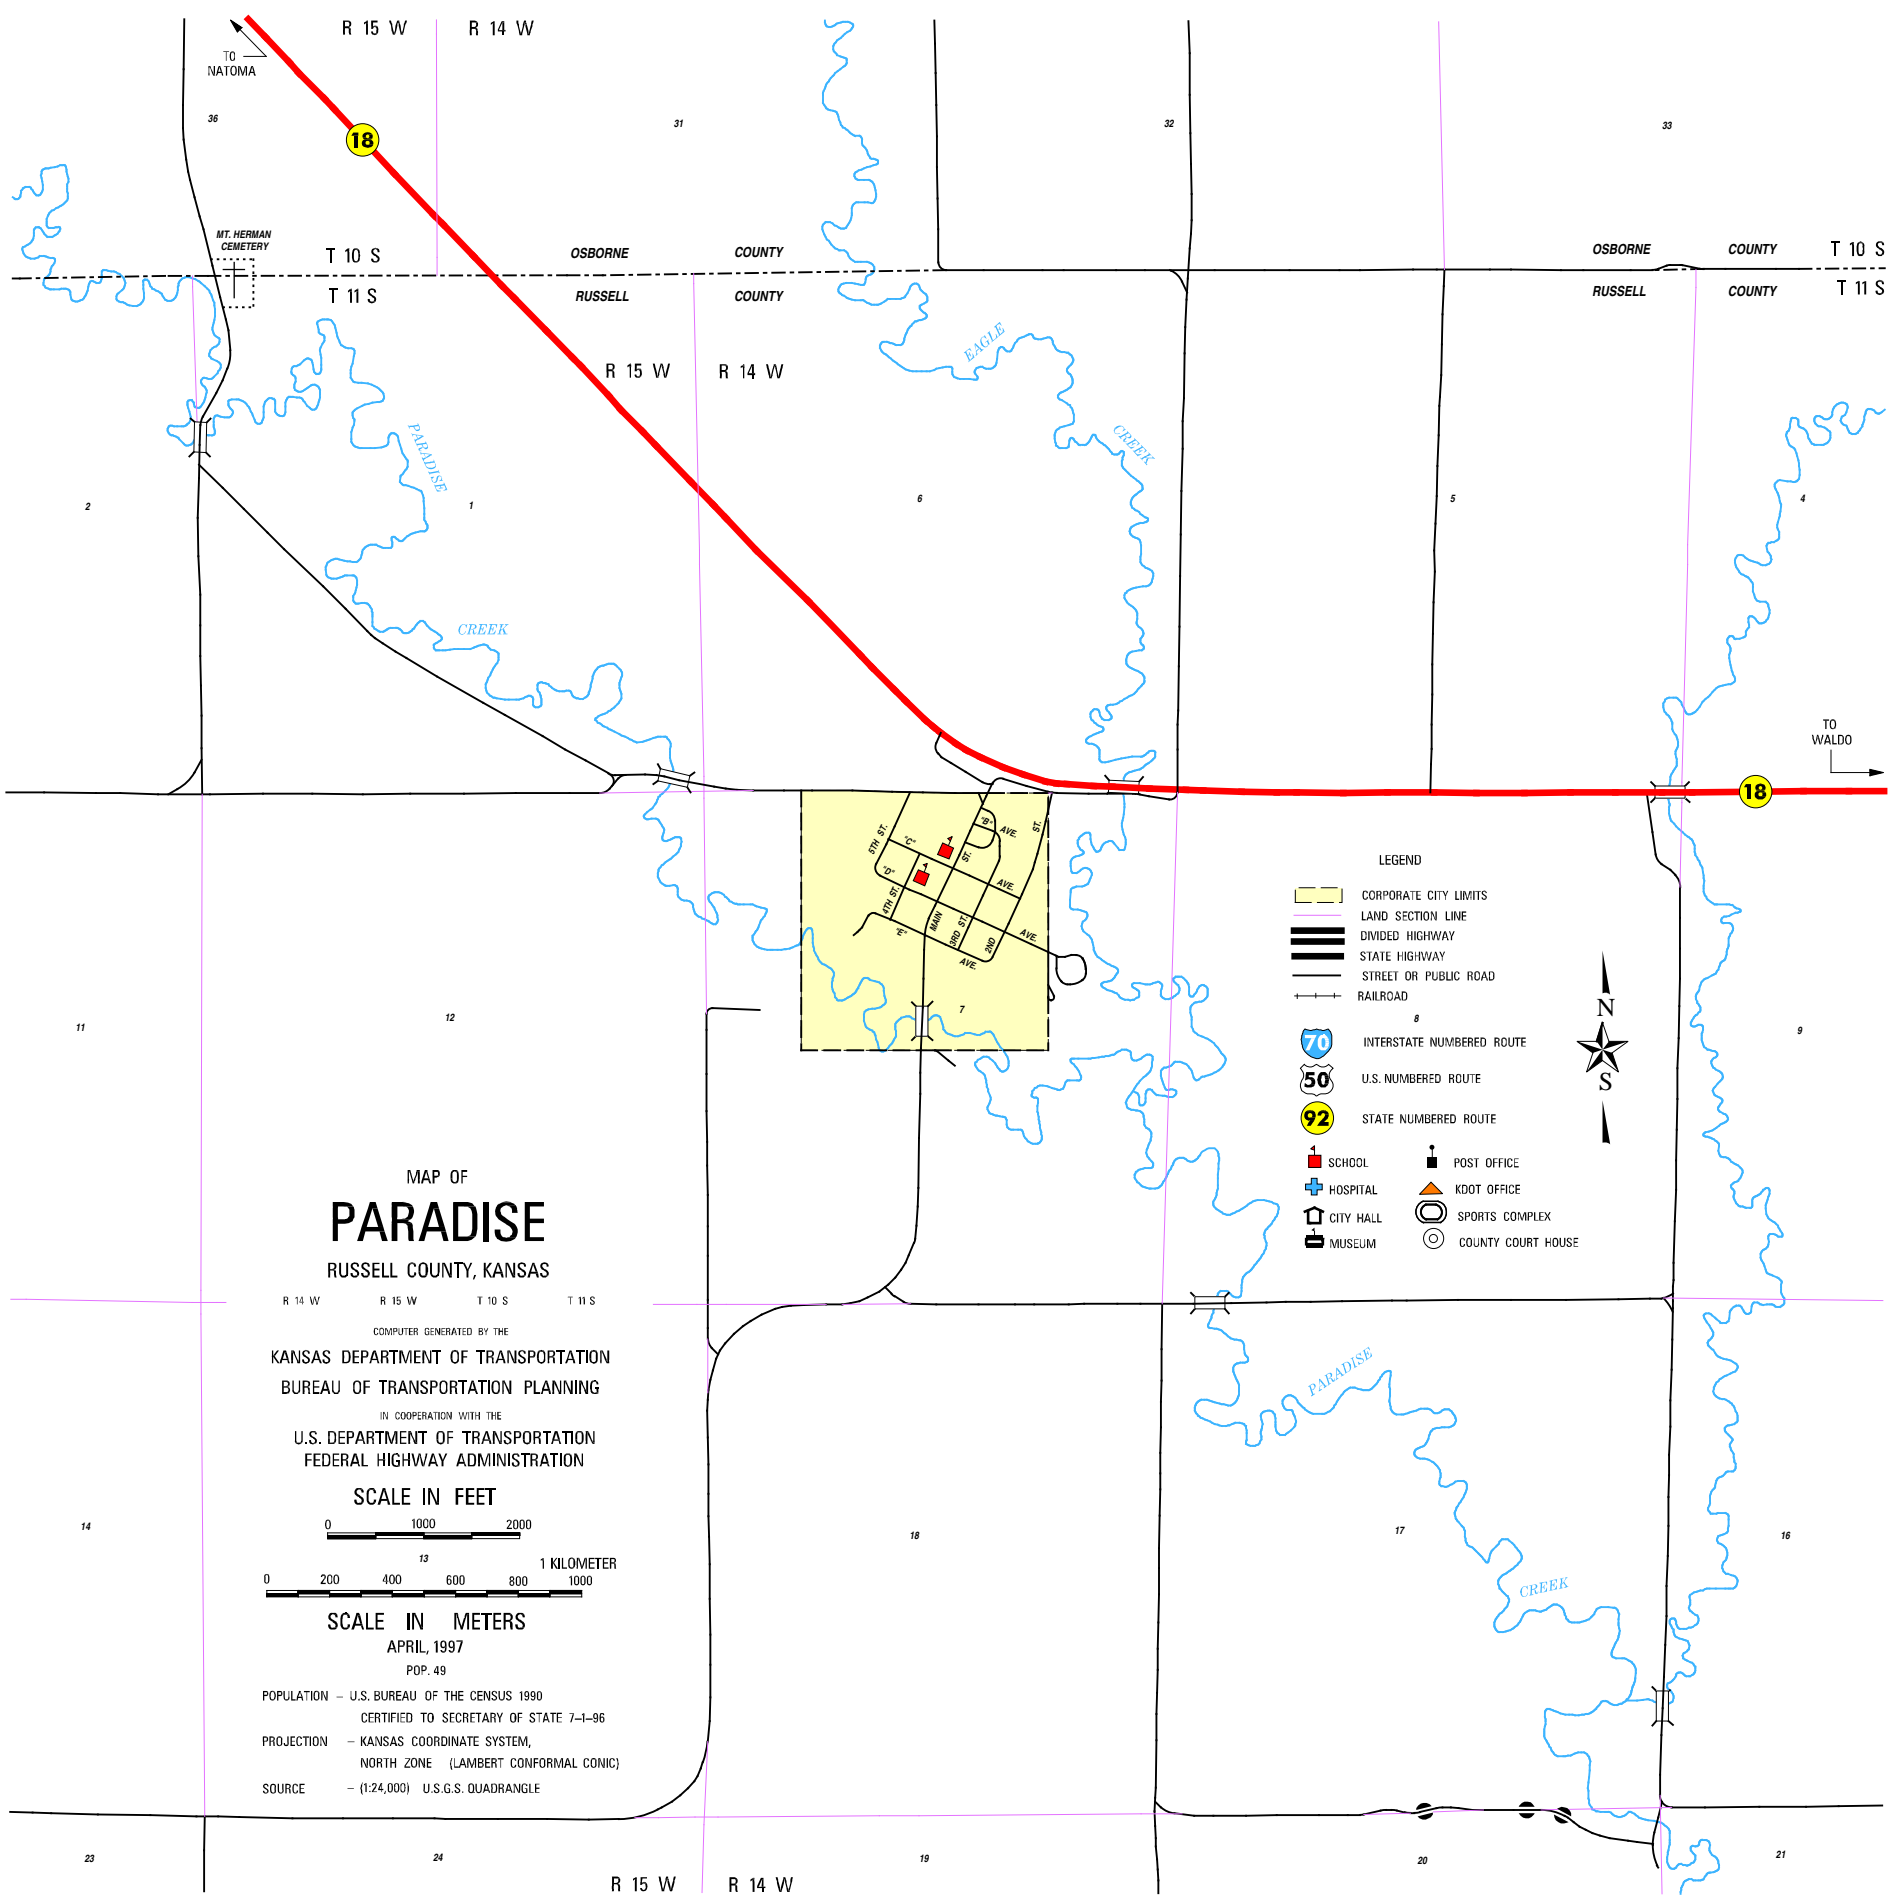 R 15 W
R 14 W
TO
NATOMA
18
36
31
32
33
MT. HERMAN
CEMETERY
T 10 S
OSBORNE
COUNTY
OSBORNE
COUNTY
T 10 S
T 11 S
RUSSELL
COUNTY
RUSSELL
COUNTY
T 11 S
R 15 W
R 14 W
EAGLE
CREEK
PARADISE
CREEK
2
1
6
5
4
TO
WALDO
18
5TH ST.
"C"
AVE.
"B"
AVE.
ST.
ST.
"D"
AVE.
4TH ST.
"E"
AVE.
MAIN
3RD ST.
2ND
7
11
12
8
9
LEGEND
CORPORATE CITY LIMITS
LAND SECTION LINE
DIVIDED HIGHWAY
STATE HIGHWAY
STREET OR PUBLIC ROAD
RAILROAD
70 INTERSTATE NUMBERED ROUTE
50 U.S. NUMBERED ROUTE
92 STATE NUMBERED ROUTE
SCHOOL
POST OFFICE
HOSPITAL
KDOT OFFICE
CITY HALL
SPORTS COMPLEX
MUSEUM
COUNTY COURT HOUSE
N
S
MAP OF
PARADISE
RUSSELL COUNTY, KANSAS
R 14 W R 15 W T 10 S T 11 S
COMPUTER GENERATED BY THE
KANSAS DEPARTMENT OF TRANSPORTATION
BUREAU OF TRANSPORTATION PLANNING
IN COOPERATION WITH THE
U.S. DEPARTMENT OF TRANSPORTATION
FEDERAL HIGHWAY ADMINISTRATION
SCALE IN FEET
0 1000 2000
13
1 KILOMETER
0 200 400 600 800 1000
SCALE IN METERS
APRIL, 1997
POP. 49
POPULATION – U.S. BUREAU OF THE CENSUS 1990
CERTIFIED TO SECRETARY OF STATE 7–1–96
PROJECTION – KANSAS COORDINATE SYSTEM,
NORTH ZONE (LAMBERT CONFORMAL CONIC)
SOURCE – (1:24,000) U.S.G.S. QUADRANGLE
PARADISE
CREEK
14
18
17
16
23
24
19
20
21
R 15 W
R 14 W